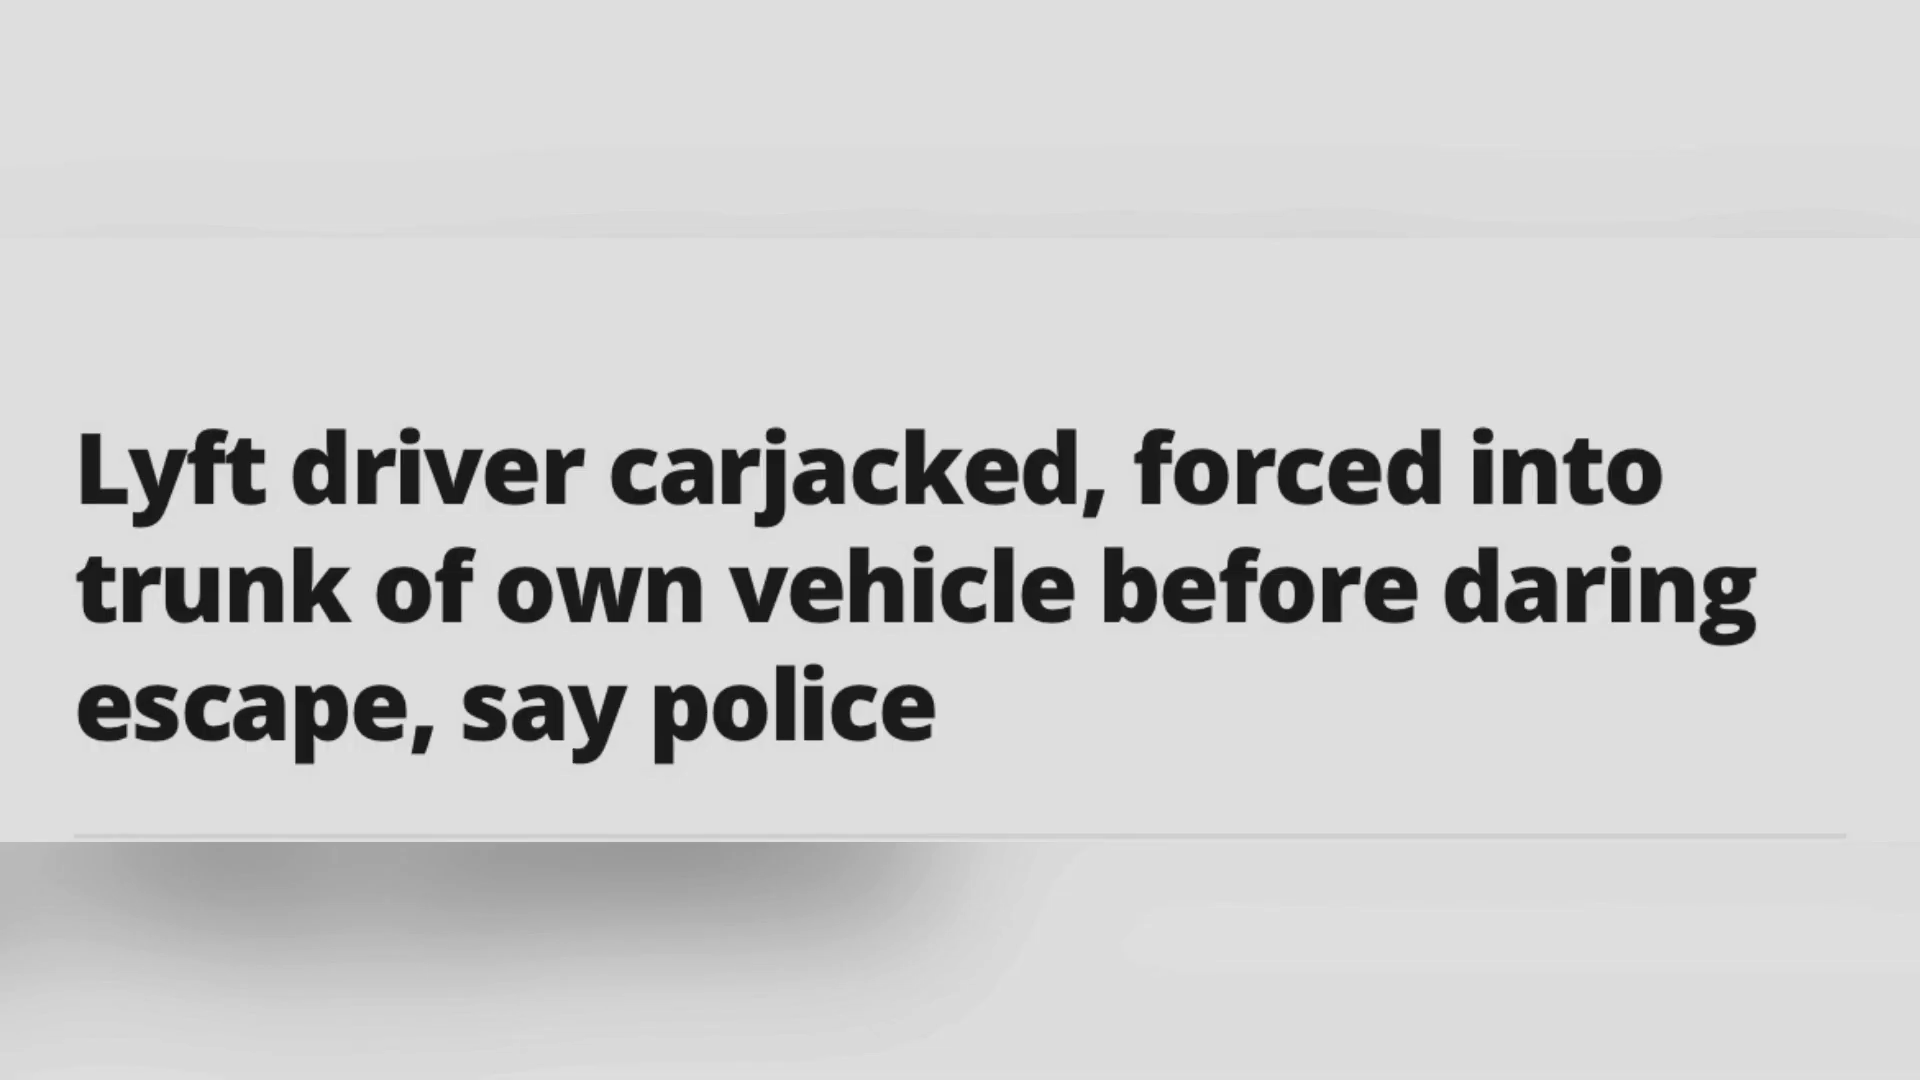 Lyft driver carjacked, forced into
trunk of own vehicle before daring
escape, say police